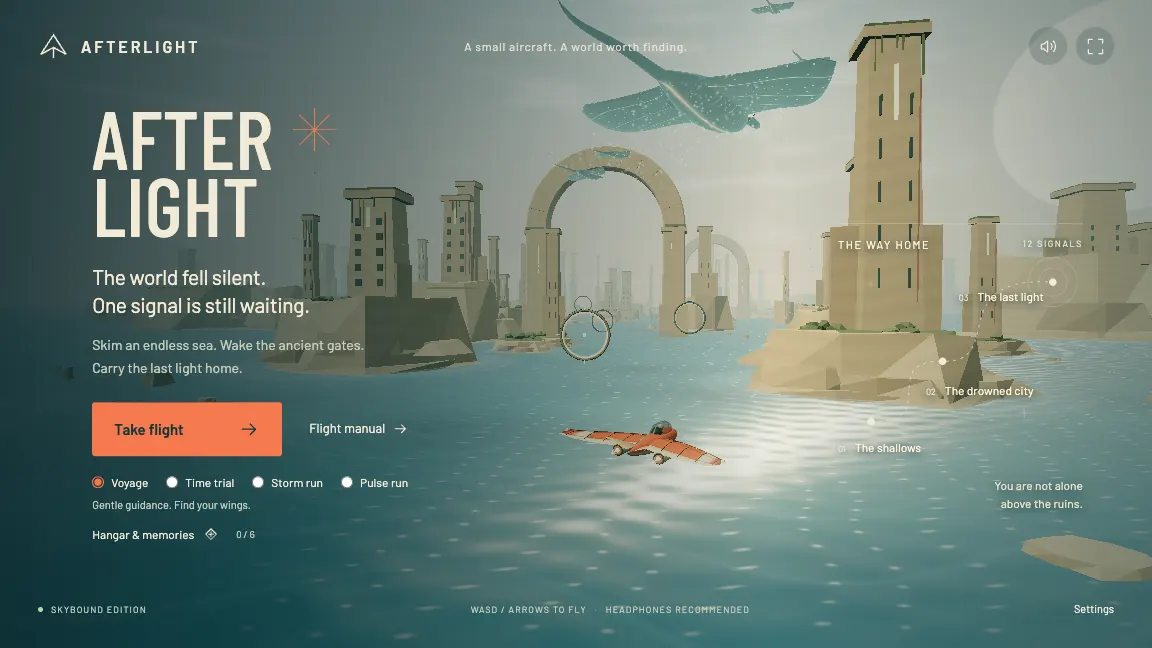 AFTERLIGHT
A small aircraft. A world worth finding.
AFTER
LIGHT
The world fell silent.
One signal is still waiting.
Skim an endless sea. Wake the ancient gates.
Carry the last light home.
Take flight
Flight manual
Voyage
Time trial
Storm run
Pulse run
Gentle guidance. Find your wings.
Hangar & memories
0 / 6
THE WAY HOME
12 SIGNALS
03 The last light
02 The drowned city
01 The shallows
You are not alone
above the ruins.
SKYBOUND EDITION
WASD / ARROWS TO FLY · HEADPHONES RECOMMENDED
Settings